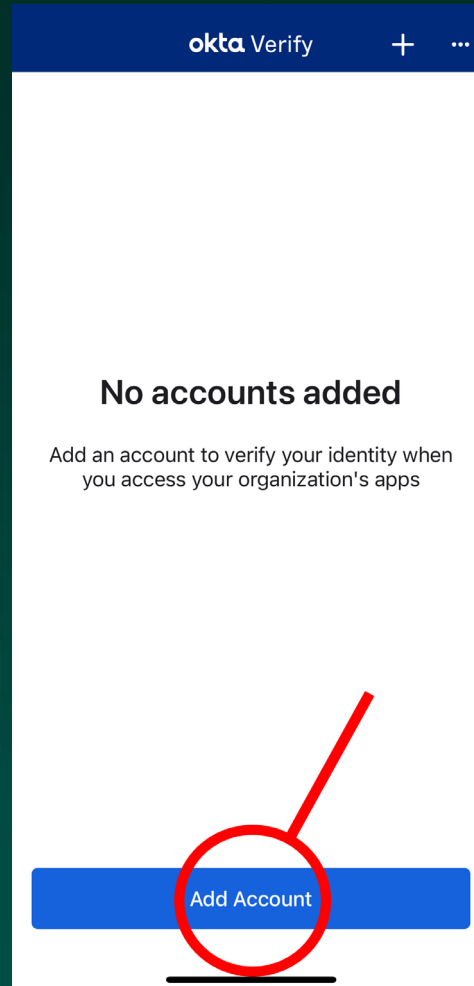 okta Verify
No accounts added
Add an account to verify your identity when
you access your organization's apps
Add Account